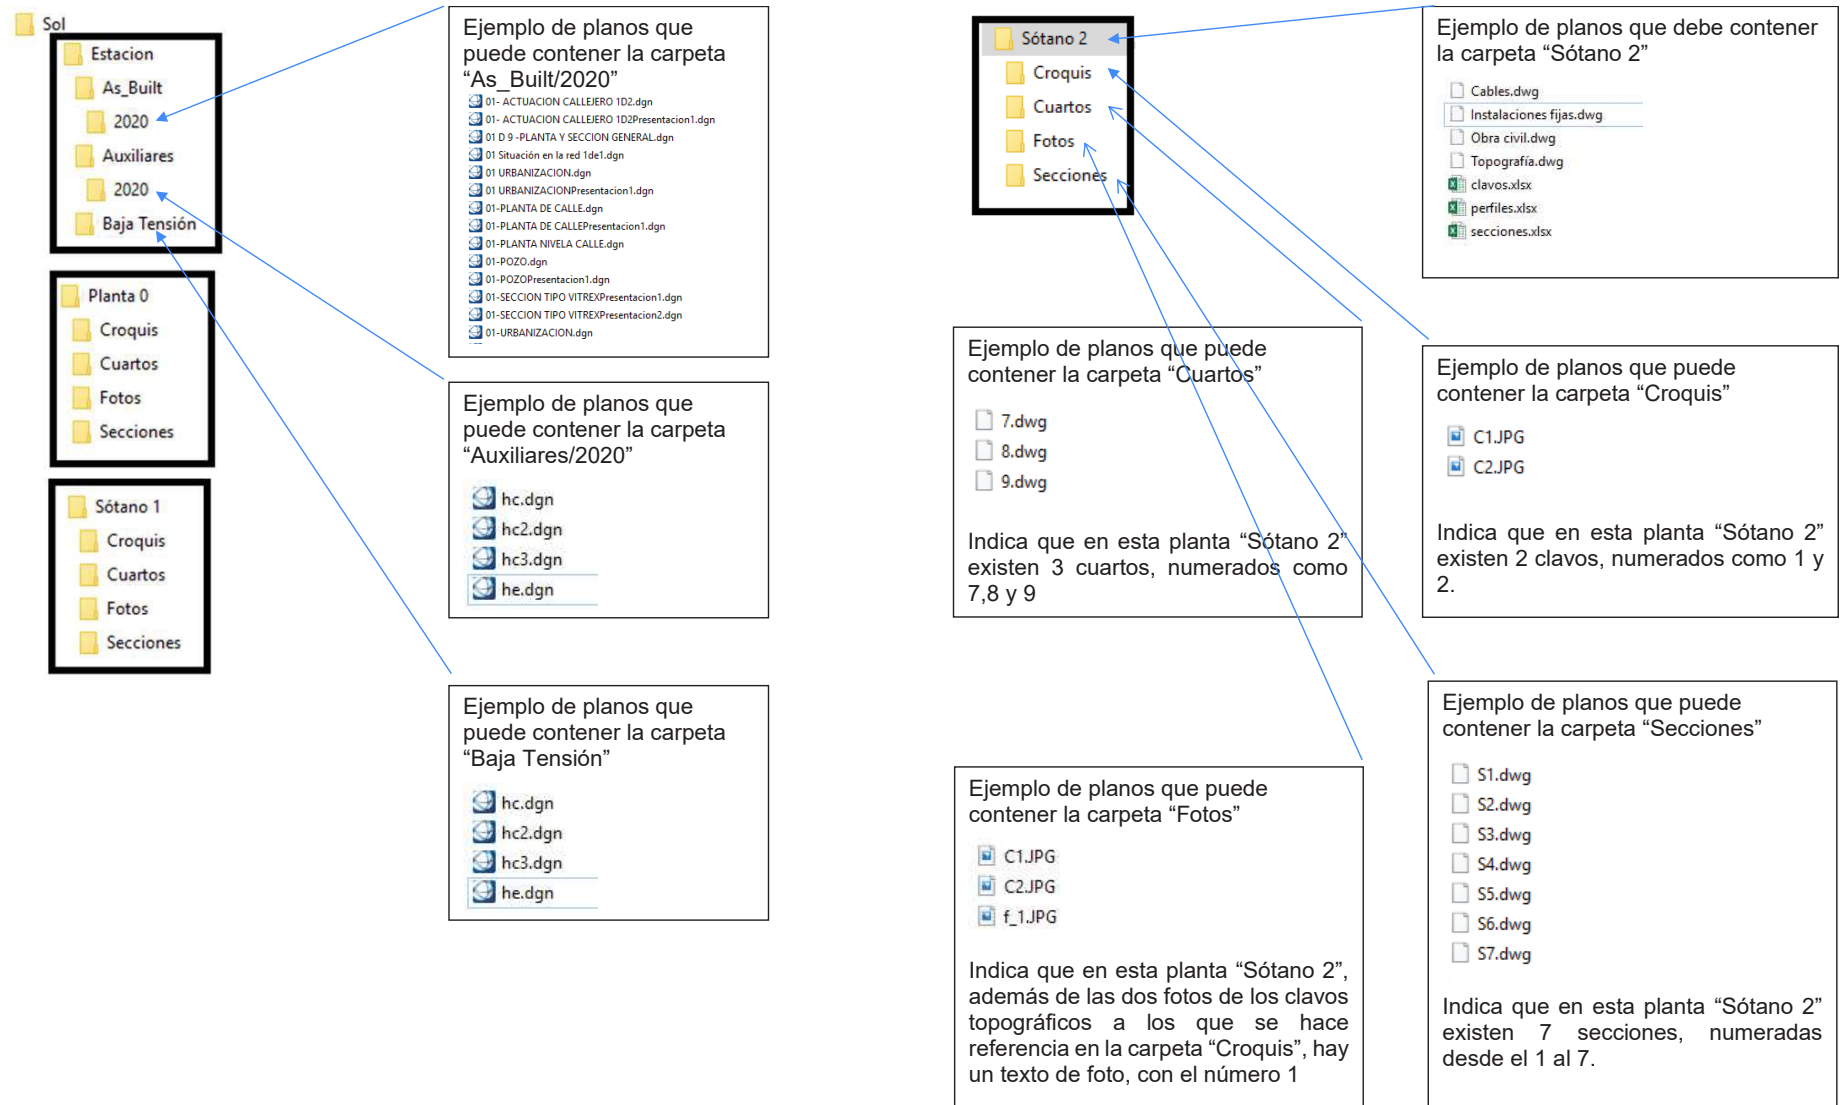 Sol
Estacion
As_Built
2020
Auxiliares
2020
Baja Tensión
Planta 0
Croquis
Cuartos
Fotos
Secciones
Sótano 1
Croquis
Cuartos
Fotos
Secciones
Ejemplo de planos que
puede contener la carpeta
“As_Built/2020”
01- ACTUACION CALLEJERO 1D2.dgn
01- ACTUACION CALLEJERO 1D2Presentacion1.dgn
01 D 9 -PLANTA Y SECCION GENERAL.dgn
01 Situación en la red 1de1.dgn
01 URBANIZACION.dgn
01 URBANIZACIONPresentacion1.dgn
01-PLANTA DE CALLE.dgn
01-PLANTA DE CALLEPresentacion1.dgn
01-PLANTA NIVELA CALLE.dgn
01-POZO.dgn
01-POZOPresentacion1.dgn
01-SECCION TIPO VITREXPresentacion1.dgn
01-SECCION TIPO VITREXPresentacion2.dgn
01-URBANIZACION.dgn
Ejemplo de planos que
puede contener la carpeta
“Auxiliares/2020”
hc.dgn
hc2.dgn
hc3.dgn
he.dgn
Ejemplo de planos que
puede contener la carpeta
“Baja Tensión”
hc.dgn
hc2.dgn
hc3.dgn
he.dgn
Sótano 2
Croquis
Cuartos
Fotos
Secciones
Ejemplo de planos que debe contener
la carpeta “Sótano 2”
Cables.dwg
Instalaciones fijas.dwg
Obra civil.dwg
Topografía.dwg
clavos.xlsx
perfiles.xlsx
secciones.xlsx
Ejemplo de planos que puede
contener la carpeta “Cuartos”
7.dwg
8.dwg
9.dwg
Indica que en esta planta “Sótano 2”
existen 3 cuartos, numerados como
7,8 y 9
Ejemplo de planos que puede
contener la carpeta “Croquis”
C1.JPG
C2.JPG
Indica que en esta planta “Sótano 2”
existen 2 clavos, numerados como 1 y
2.
Ejemplo de planos que puede
contener la carpeta “Fotos”
C1.JPG
C2.JPG
f_1.JPG
Indica que en esta planta “Sótano 2”,
además de las dos fotos de los clavos
topográficos a los que se hace
referencia en la carpeta “Croquis”, hay
un texto de foto, con el número 1
Ejemplo de planos que puede
contener la carpeta “Secciones”
S1.dwg
S2.dwg
S3.dwg
S4.dwg
S5.dwg
S6.dwg
S7.dwg
Indica que en esta planta “Sótano 2”
existen 7 secciones, numeradas
desde el 1 al 7.